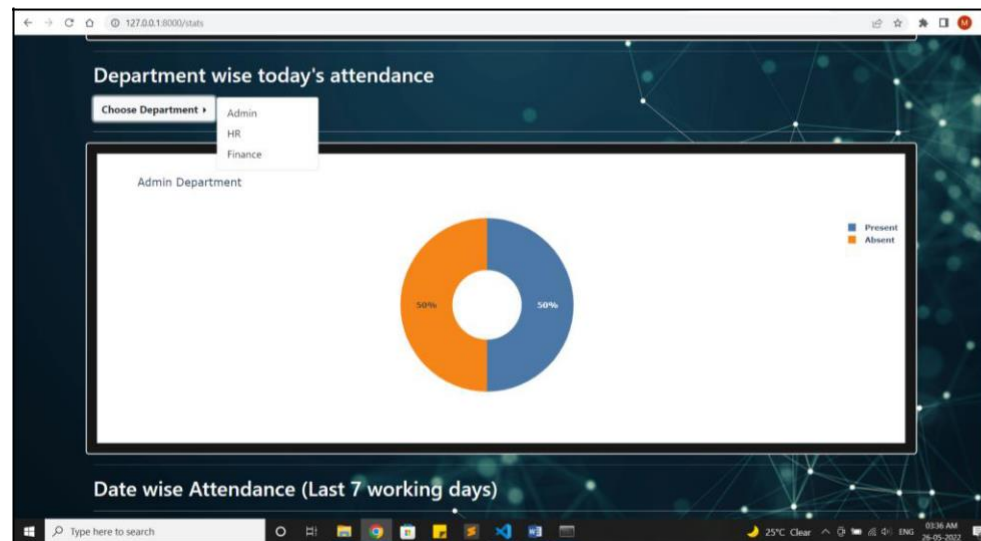 127.0.0.1:8000/stats
M
Department wise today's attendance
Choose Department
Admin
HR
Finance
Admin Department
Present
Absent
50%
50%
Date wise Attendance (Last 7 working days)
Type here to search
25°C Clear
ENG
03:36 AM
26-05-2022